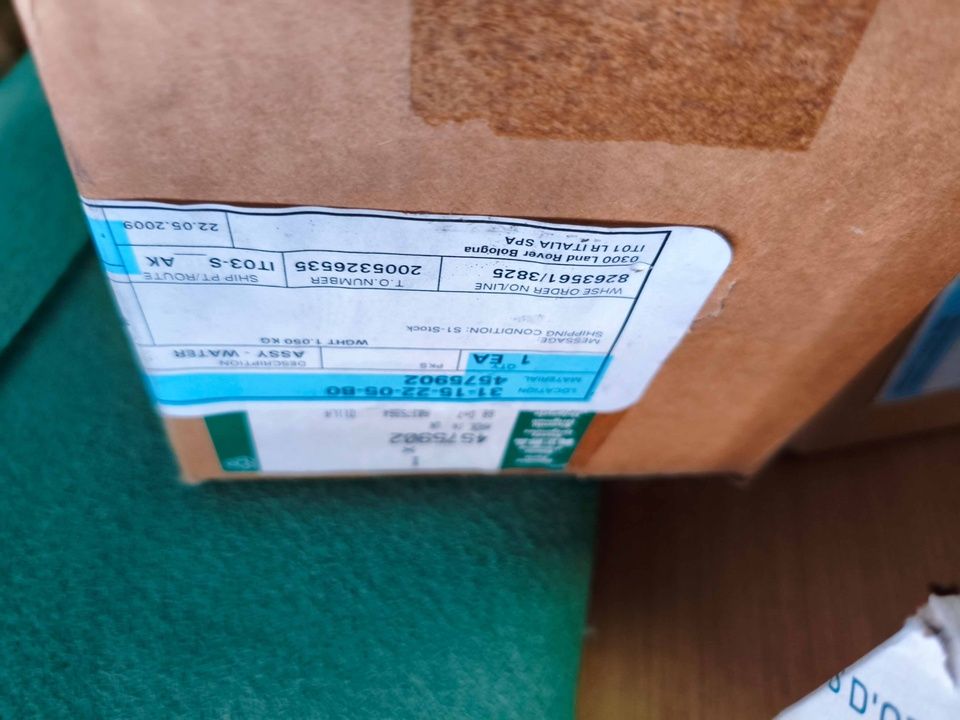 LOCATION 31-15-22-05-80
MATERIAL 4575902
QTY 1 EA PKS DESCRIPTION ASSY - WATER
MESSAGE: WGHT 1.050 KG
SHIPPING CONDITION: S1-Stock
WHSE ORDER NO/LINE T.O.NUMBER SHIP PT/ROUTE
8263561/3825 2005326535 IT03-S AK
0300 Land Rover Bologna
IT01 LR ITALIA SPA
22.05.2009
4575902